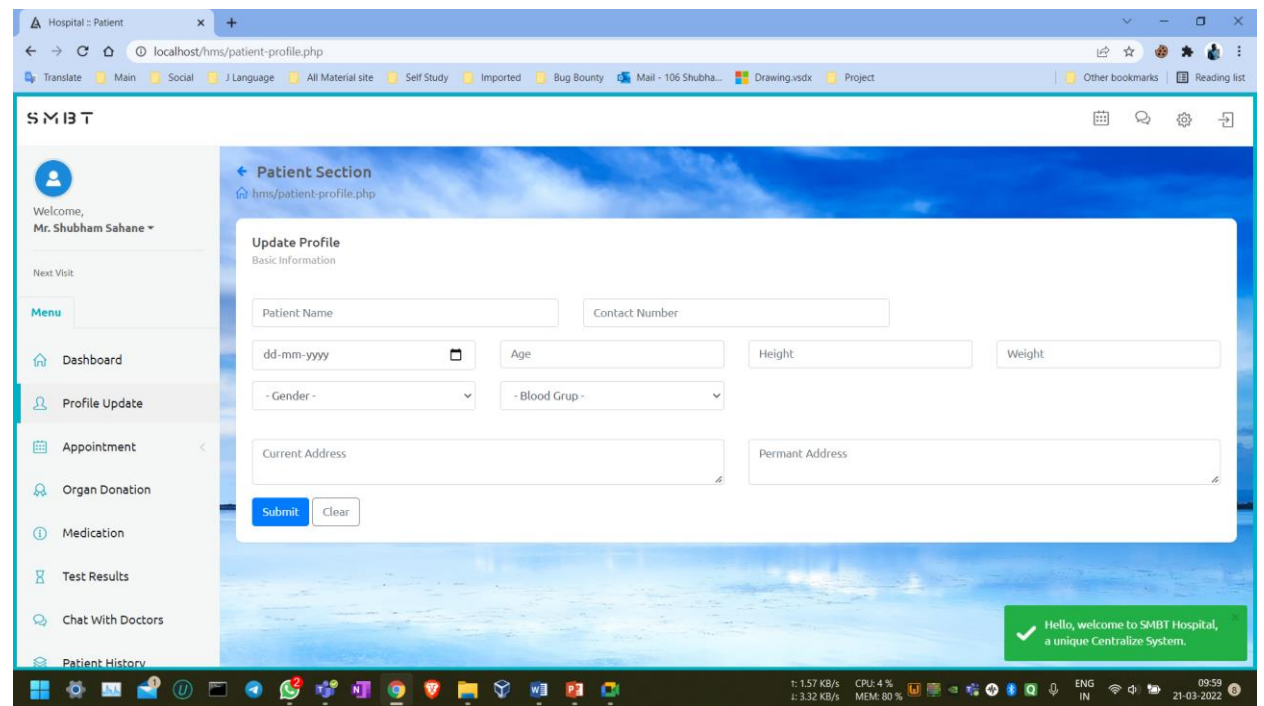 Hospital :: Patient
localhost/hms/patient-profile.php
Translate Main Social J Language All Material site Self Study Imported Bug Bounty Mail - 106 Shubha... Drawing.vsdx Project Other bookmarks Reading list
SMBT
Welcome,
Mr. Shubham Sahane
Next Visit
Menu
Dashboard
Profile Update
Appointment
Organ Donation
Medication
Test Results
Chat With Doctors
Patient History
Patient Section
hms/patient-profile.php
Update Profile
Basic Information
Patient Name Contact Number
dd-mm-yyyy Age Height Weight
- Gender - - Blood Grup -
Current Address Permant Address
Submit Clear
Hello, welcome to SMBT Hospital,
a unique Centralize System.
t: 1.57 KB/s CPU: 4 % ENG 09:59
↓: 3.32 KB/s MEM: 80 % IN 21-03-2022 8